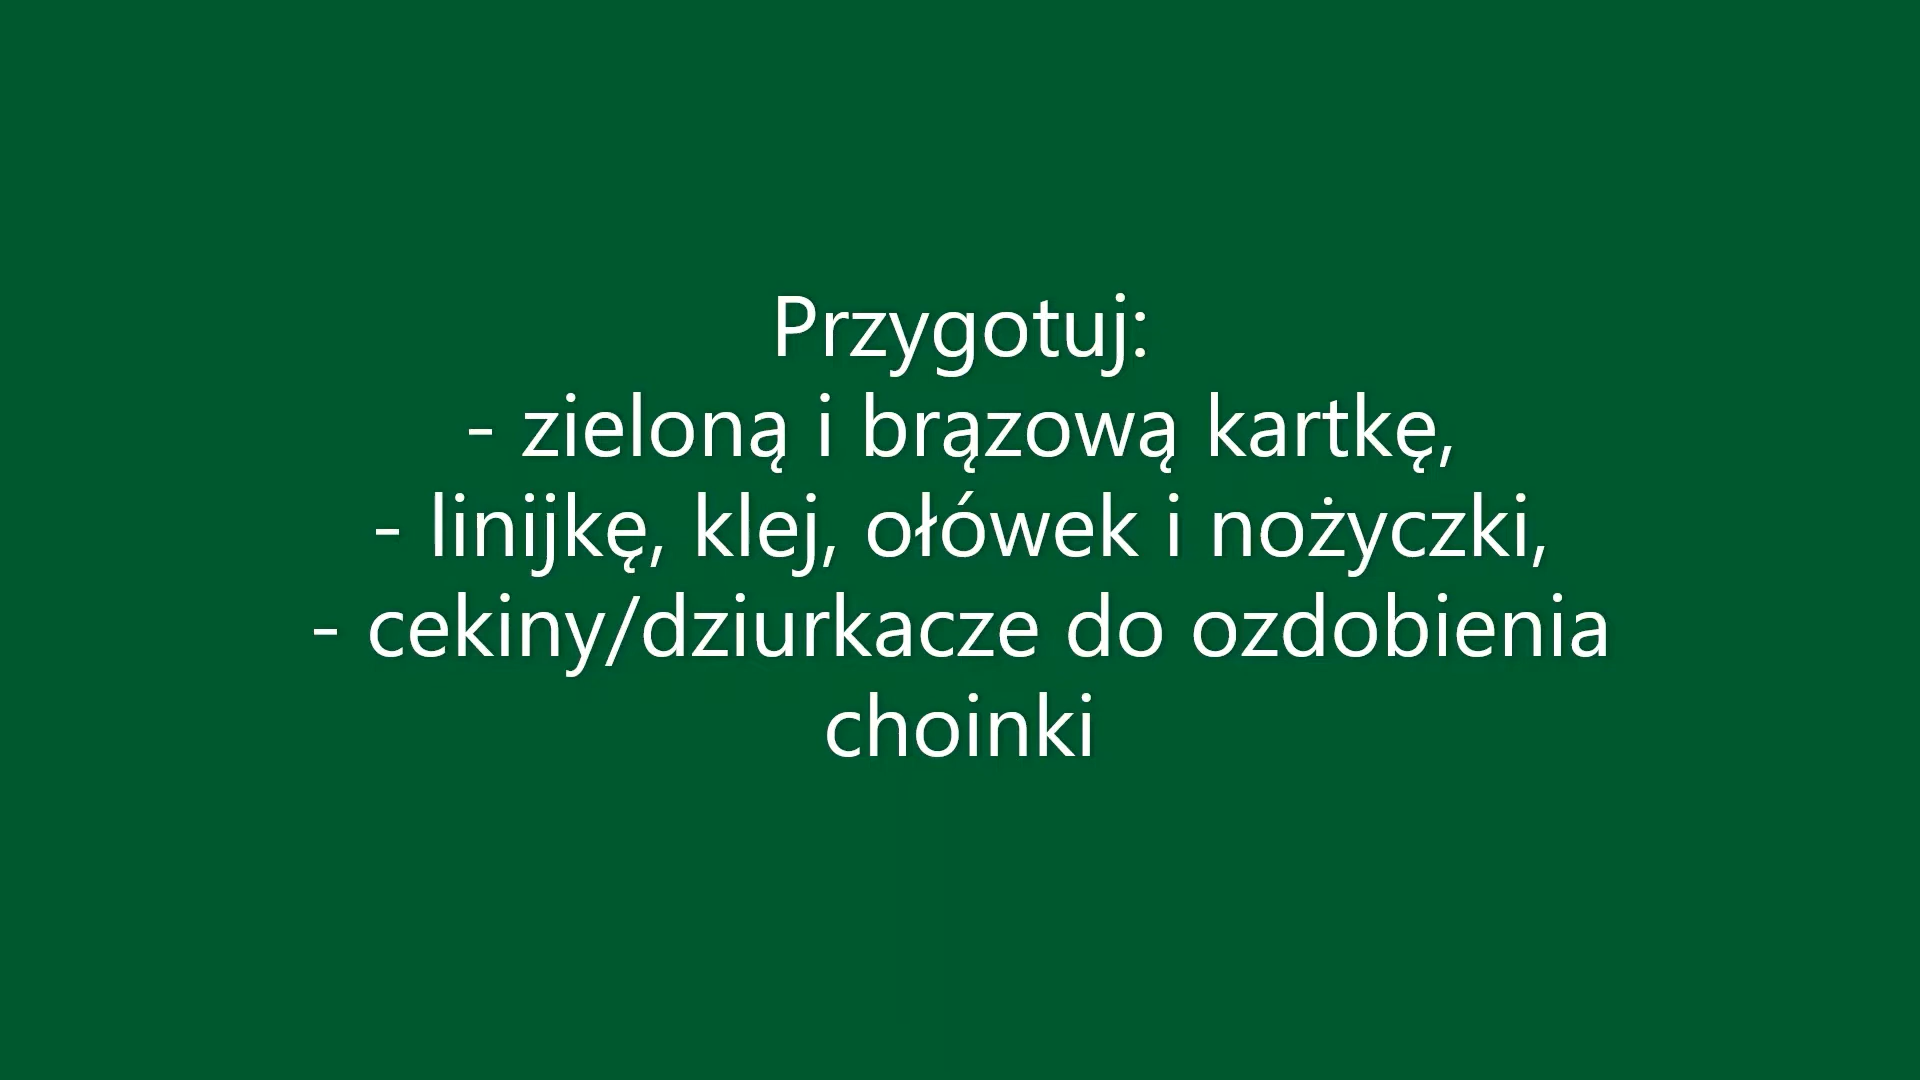 Przygotuj:
- zieloną i brązową kartkę,
- linijkę, klej, ołówek i nożyczki,
- cekiny/dziurkacze do ozdobienia
choinki